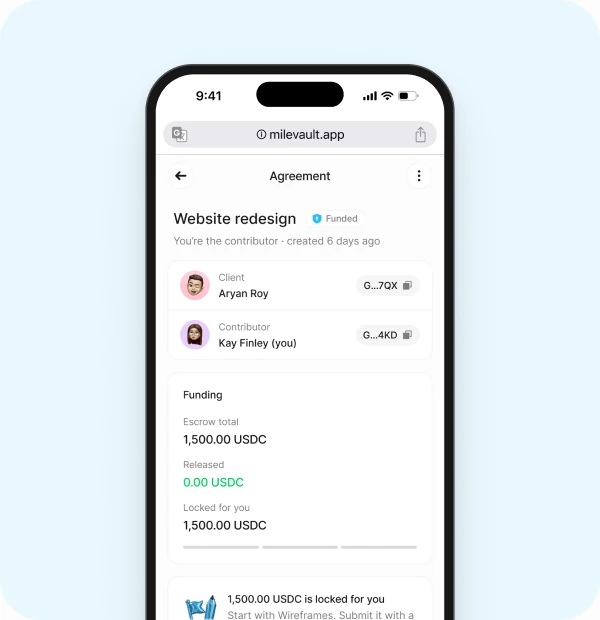 9:41
milevault.app
Agreement
Website redesign
Funded
You're the contributor · created 6 days ago
Client
Aryan Roy
G...7QX
Contributor
Kay Finley (you)
G...4KD
Funding
Escrow total
1,500.00 USDC
Released
0.00 USDC
Locked for you
1,500.00 USDC
1,500.00 USDC is locked for you
Start with Wireframes. Submit it with a